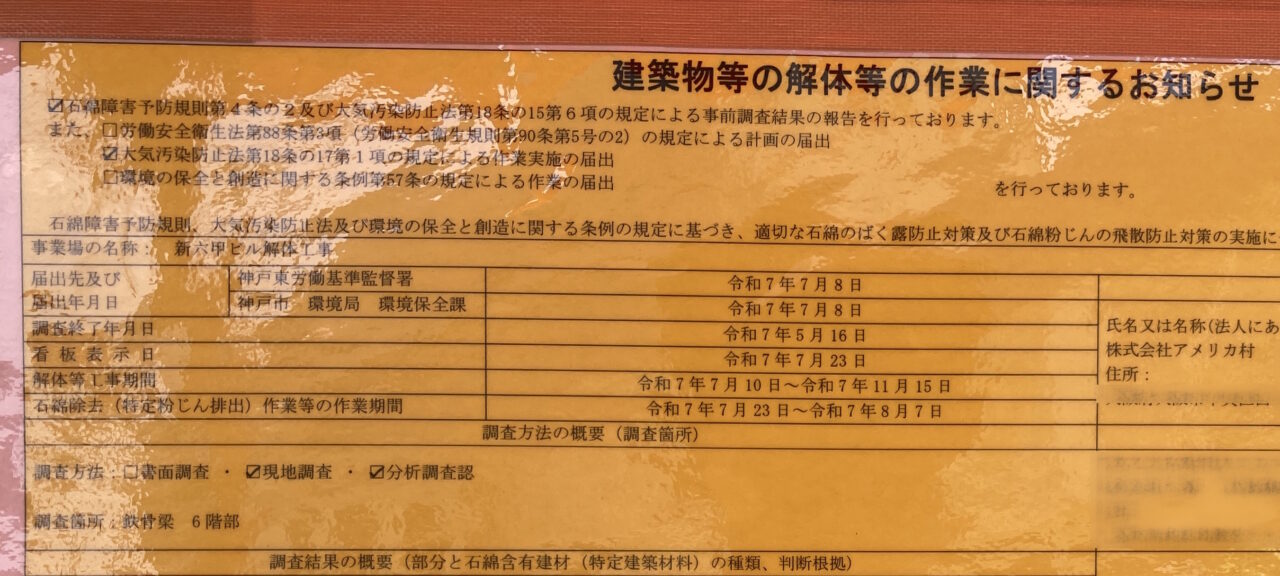 建築物等の解体等の作業に関するお知らせ
☑石綿障害予防規則第4条の2及び大気汚染防止法第18条の15第6項の規定による事前調査結果の報告を行っております。
また、□労働安全衛生法第88条第3項（労働安全衛生規則第90条第5号の2）の規定による計画の届出
☑大気汚染防止法第18条の17第1項の規定による作業実施の届出
□環境の保全と創造に関する条例第57条の規定による作業の届出
を行っております。
石綿障害予防規則、大気汚染防止法及び環境の保全と創造に関する条例の規定に基づき、適切な石綿のばく露防止対策及び石綿粉じんの飛散防止対策の実施に
事業場の名称： 新六甲ビル解体工事
届出先及び 神戸東労働基準監督署 令和7年7月8日
届出年月日 神戸市 環境局 環境保全課 令和7年7月8日
調査終了年月日 令和7年5月16日
看板表示日 令和7年7月23日
解体等工事期間 令和7年7月10日～令和7年11月15日
石綿除去（特定粉じん排出）作業等の作業期間 令和7年7月23日～令和7年8月7日
氏名又は名称(法人にあ
株式会社アメリカ村
住所：
調査方法の概要（調査箇所）
調査方法：□書面調査 ・ ☑現地調査 ・ ☑分析調査認
調査箇所：鉄骨梁 6階部
調査結果の概要（部分と石綿含有建材（特定建築材料）の種類、判断根拠）